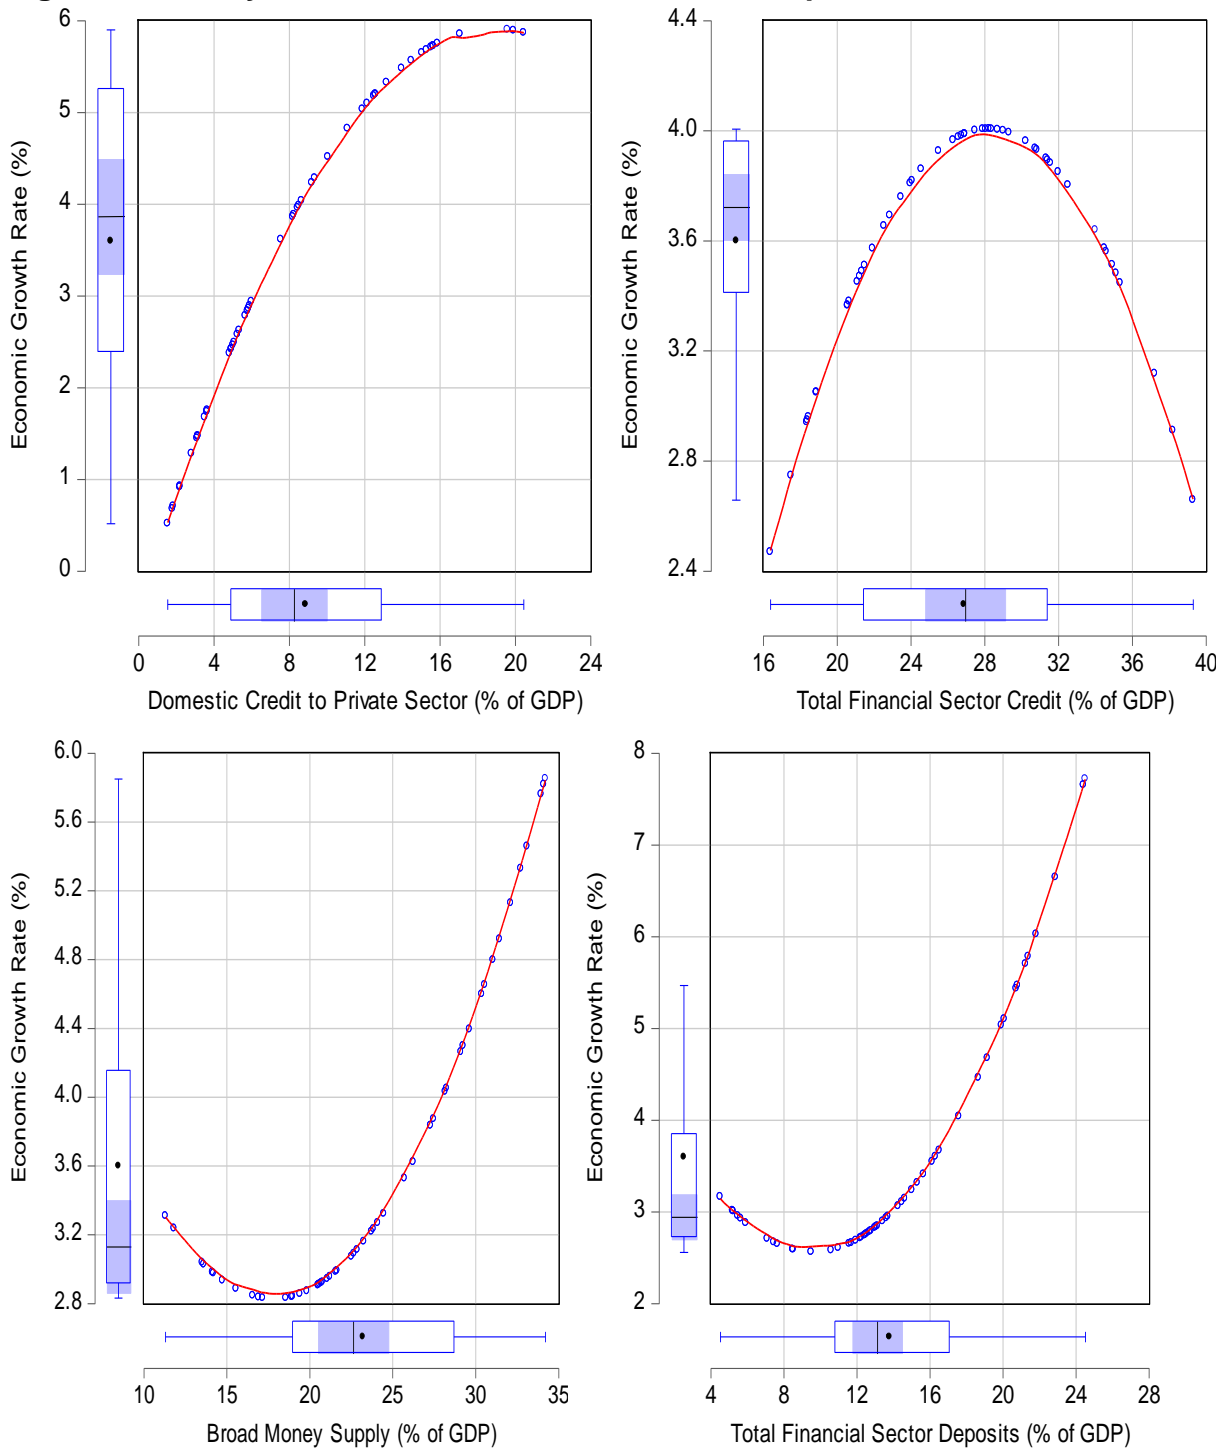 6
5
4
3
2
1
0
Economic Growth Rate (%)
0 4 8 12 16 20 24
Domestic Credit to Private Sector (% of GDP)
4.4
4.0
3.6
3.2
2.8
2.4
Economic Growth Rate (%)
16 20 24 28 32 36 40
Total Financial Sector Credit (% of GDP)
6.0
5.6
5.2
4.8
4.4
4.0
3.6
3.2
2.8
Economic Growth Rate (%)
10 15 20 25 30 35
Broad Money Supply (% of GDP)
8
7
6
5
4
3
2
Economic Growth Rate (%)
4 8 12 16 20 24 28
Total Financial Sector Deposits (% of GDP)